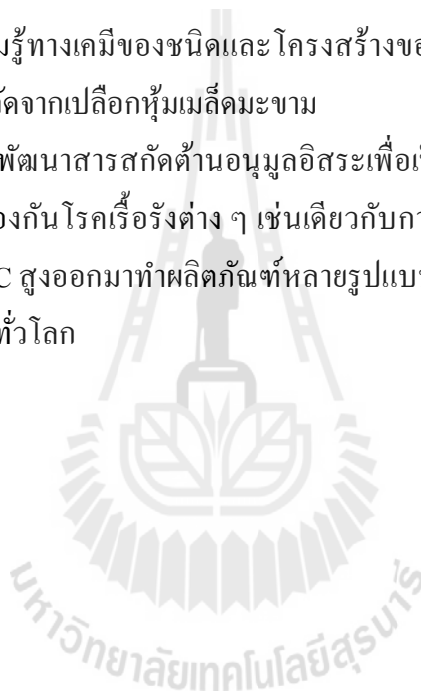 มรู้ทางเคมีของชนิดและโครงสร้างขอ
ัดจากเปลือกหุ้มเมล็ดมะขาม
พัฒนาสารสกัดต้านอนุมูลอิสระเพื่อเ
องกันโรคเรื้อรังต่าง ๆ เช่นเดียวกับกา
C สูงออกมาทำผลิตภัณฑ์หลายรูปแบบ
ทั่วโลก
มหาวิทยาลัยเทคโนโลยีสุรนารี